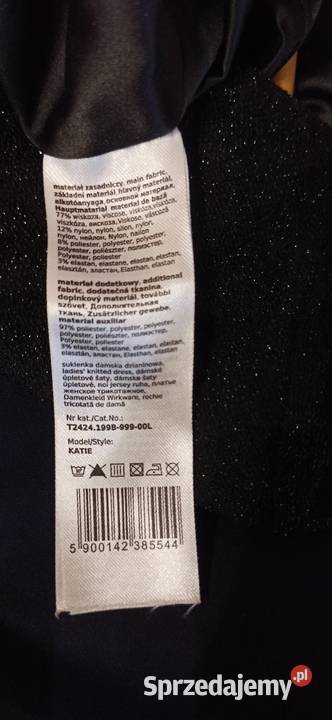 materiał zasadniczy, main fabric,
základní materiál, hlavný materiál,
alkotóanyaga, основной материал,
Hauptmaterial material de bază
77% wiskoza, viscose, viskóza,viszkóza,
viszkóza, вискоза, Viskose, vâscoză
12% nylon, nylon, silon, nylon,
nylon, нейлон, Nylon, nailon
8% poliester, polyester, polyester,
polyester, poliészter, полиэстер,
Polyester, polyester
3% elastan, elastane, elastan, elastan,
elasztán, эластан, Elasthan, elastan
materiał dodatkowy, additional
fabric, dodatečná tkanina,
doplnkový materiál, további
szövet, Дополнительная
ткань, Zusätzlicher gewebe,
material auxiliar
97% poliester, polyester, polyester,
polyester, poliészter, полиэстер,
Polyester, polyester
3% elastan, elastane, elastan, elastan,
elasztán, эластан, Elasthan, elastan
sukienka damska dzianinowa,
ladies' knitted dress, dámské
úpletové šaty, dámske šaty
úpletové, noi jersey ruha, платье
женское трикотажное,
Damenkleid Wirkware, rochie
tricotată de damă
Nr kat./Cat.No.:
T2424.199B-999-00L
Model/Style:
KATIE
5 900142 385544
Sprzedajemy.pl